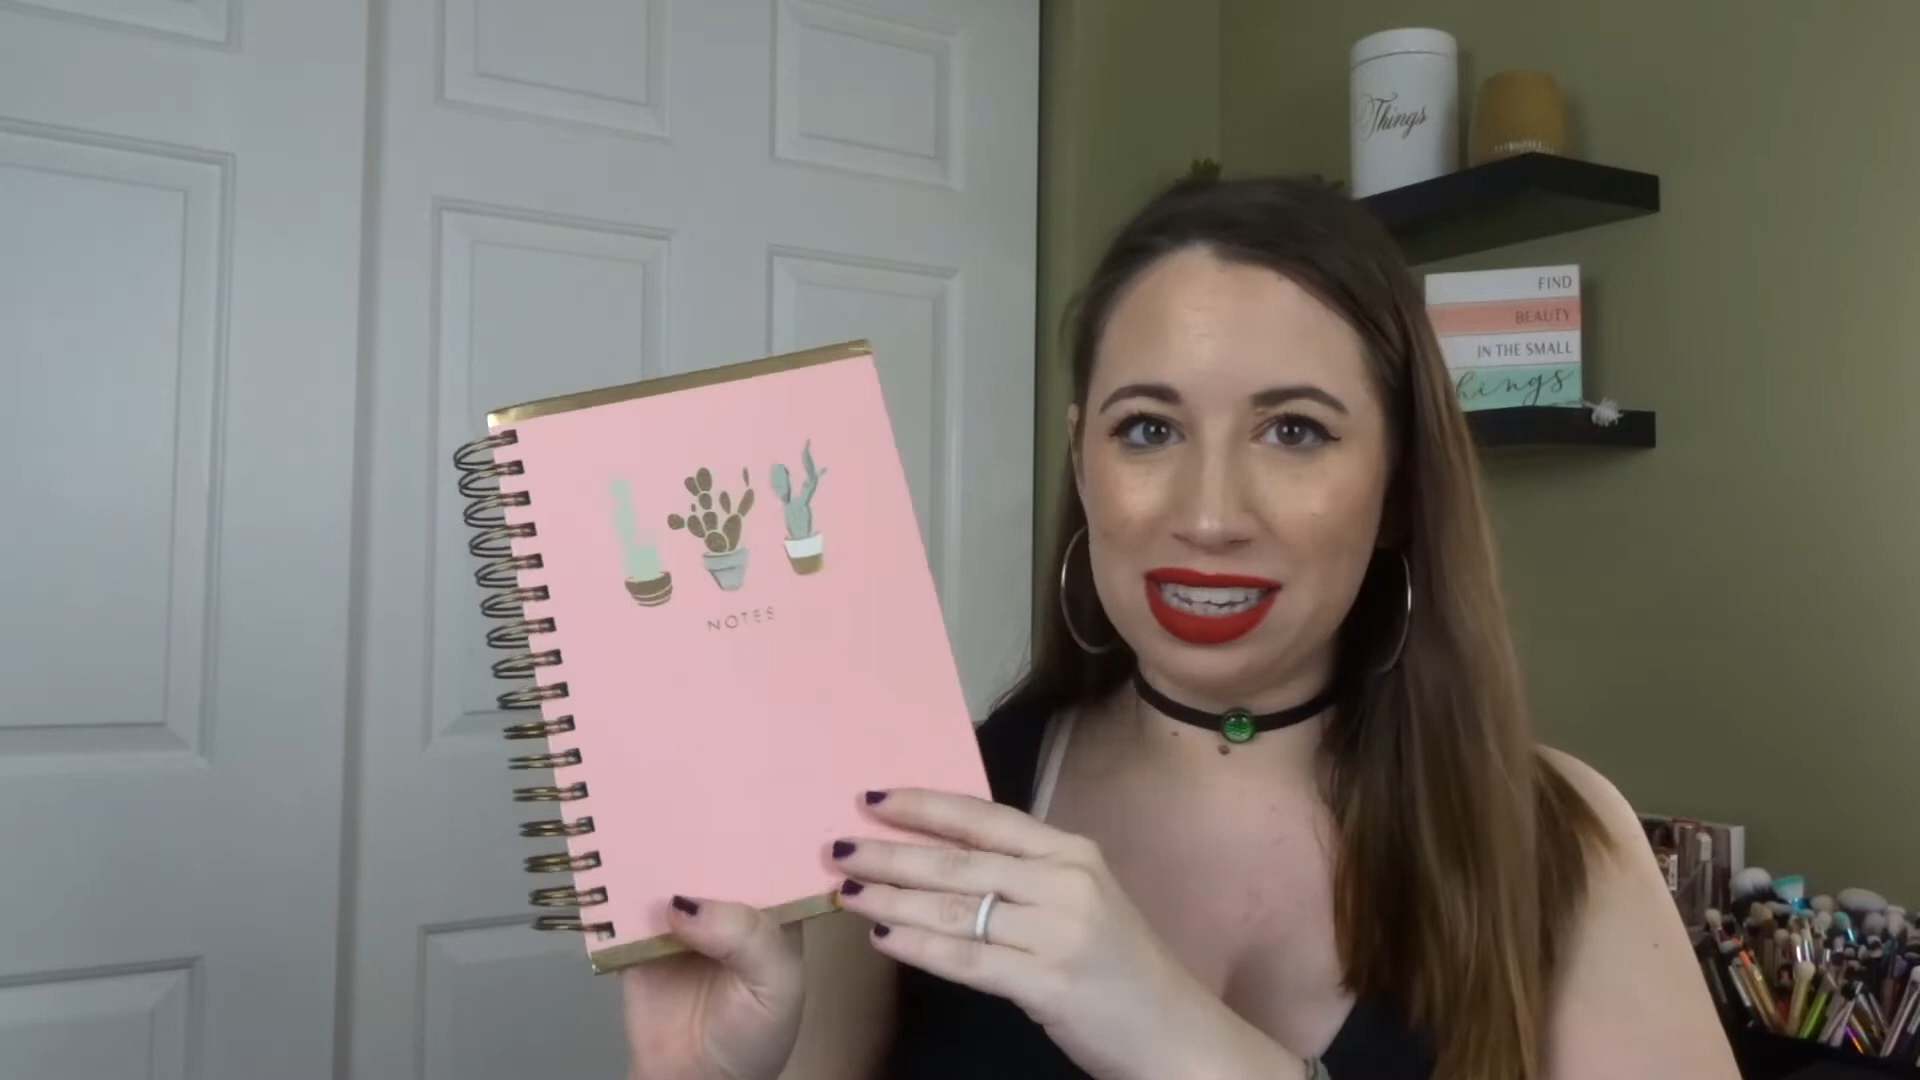 Things
FIND
BEAUTY
IN THE SMALL
things
NOTES